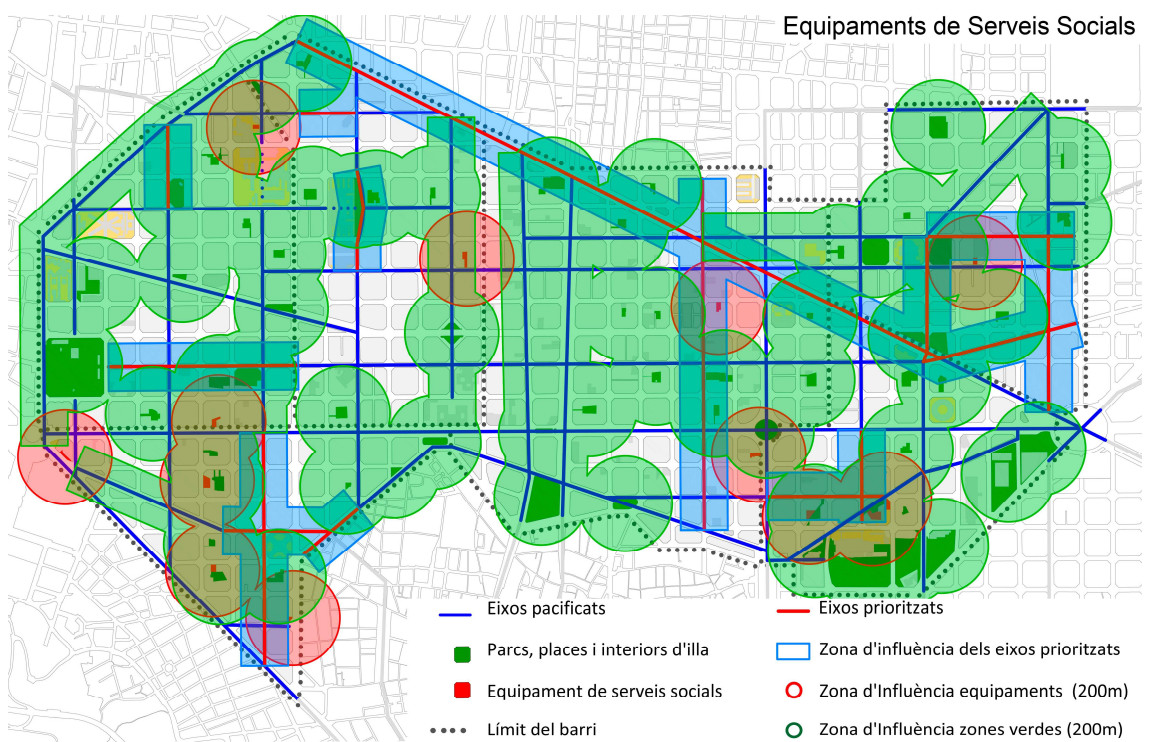 Equipaments de Serveis Socials
Eixos pacificats
Eixos prioritzats
Parcs, places i interiors d'illa
Zona d'influència dels eixos prioritzats
Equipament de serveis socials
Zona d'Influència equipaments (200m)
Límit del barri
Zona d'Influència zones verdes (200m)